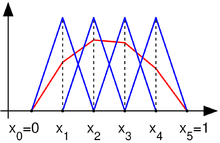 x₀=0 x₁ x₂ x₃ x₄ x₅=1